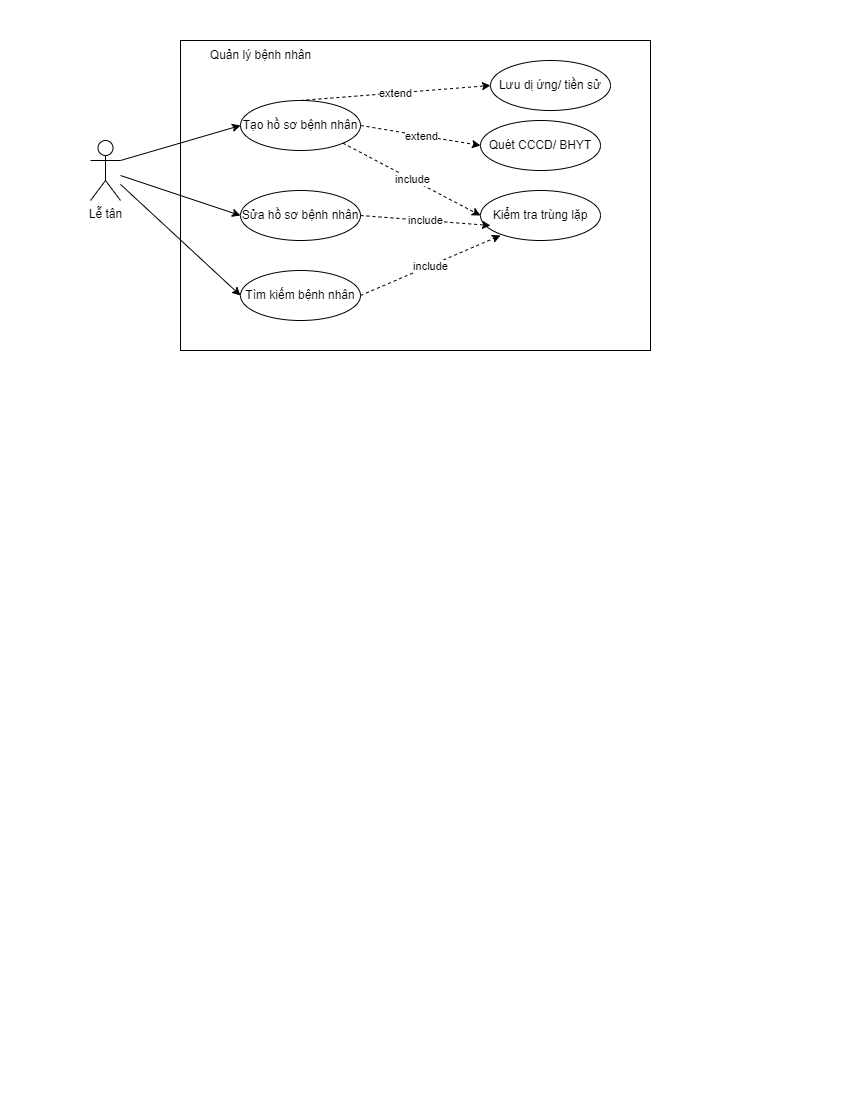 Quản lý bệnh nhân
Lưu dị ứng/ tiền sử
extend
Tạo hồ sơ bệnh nhân
extend
Quét CCCD/ BHYT
include
Lễ tân
Sửa hồ sơ bệnh nhân
include
Kiểm tra trùng lặp
include
Tìm kiếm bệnh nhân